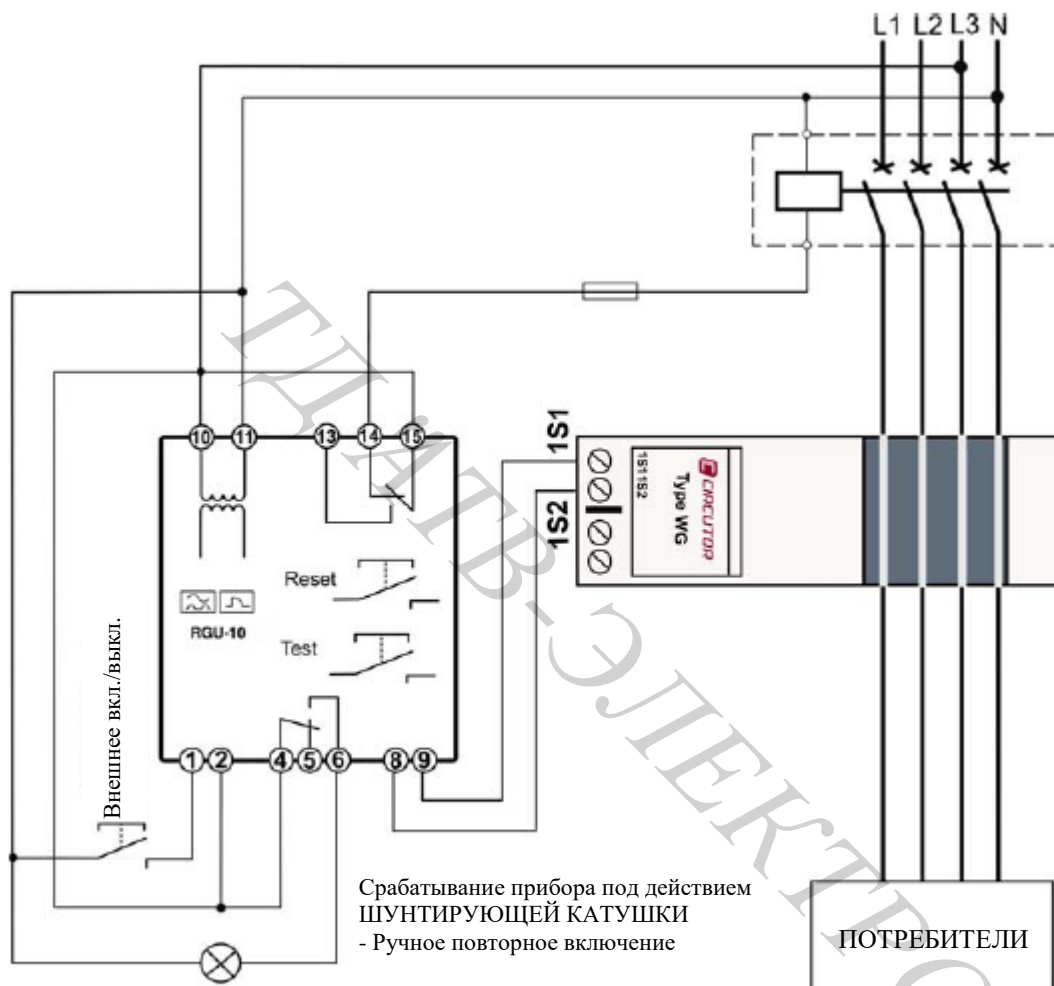 L1 L2 L3 N
10 11 13 14 15
1S1
1S2
1S1 1S2
CIRCUTOR
Type WG
Reset
RGU-10
Test
Внешнее вкл./выкл.
1 2 4 5 6 8 9
Срабатывание прибора под действием
ШУНТИРУЮЩЕЙ КАТУШКИ
- Ручное повторное включение
ПОТРЕБИТЕЛИ